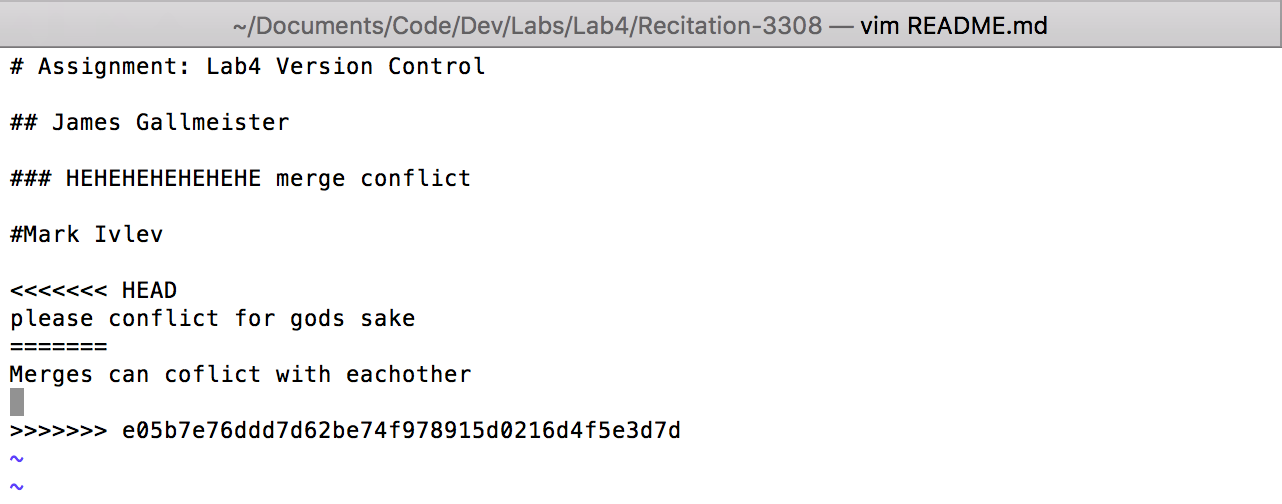 ~/Documents/Code/Dev/Labs/Lab4/Recitation-3308 — vim README.md
# Assignment: Lab4 Version Control
## James Gallmeister
### HEHEHEHEHEHEHE merge conflict
#Mark Ivlev
<<<<<<< HEAD
please conflict for gods sake
=======
Merges can coflict with eachother
>>>>>>> e05b7e76ddd7d62be74f978915d0216d4f5e3d7d
~
~